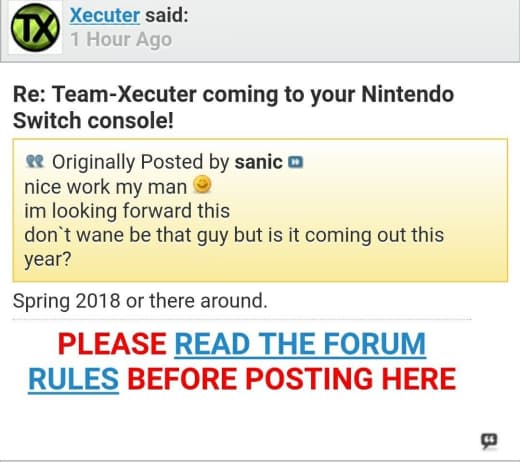 TX
Xecuter said:
1 Hour Ago
Re: Team-Xecuter coming to your Nintendo
Switch console!
Originally Posted by sanic
nice work my man
im looking forward this
don`t wane be that guy but is it coming out this
year?
Spring 2018 or there around.
PLEASE READ THE FORUM
RULES BEFORE POSTING HERE